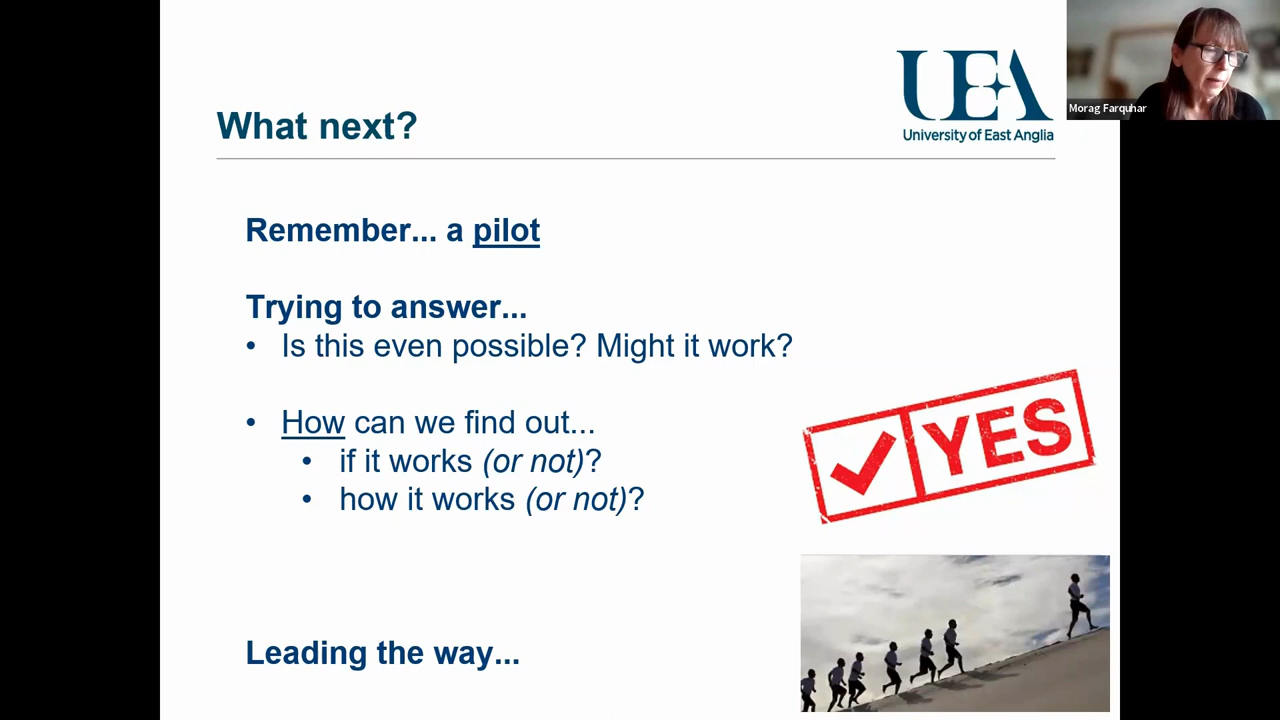 UEA
University of East Anglia
Morag Farquhar
What next?
Remember... a pilot
Trying to answer...
• Is this even possible? Might it work?
• How can we find out...
• if it works (or not)?
• how it works (or not)?
YES
Leading the way...